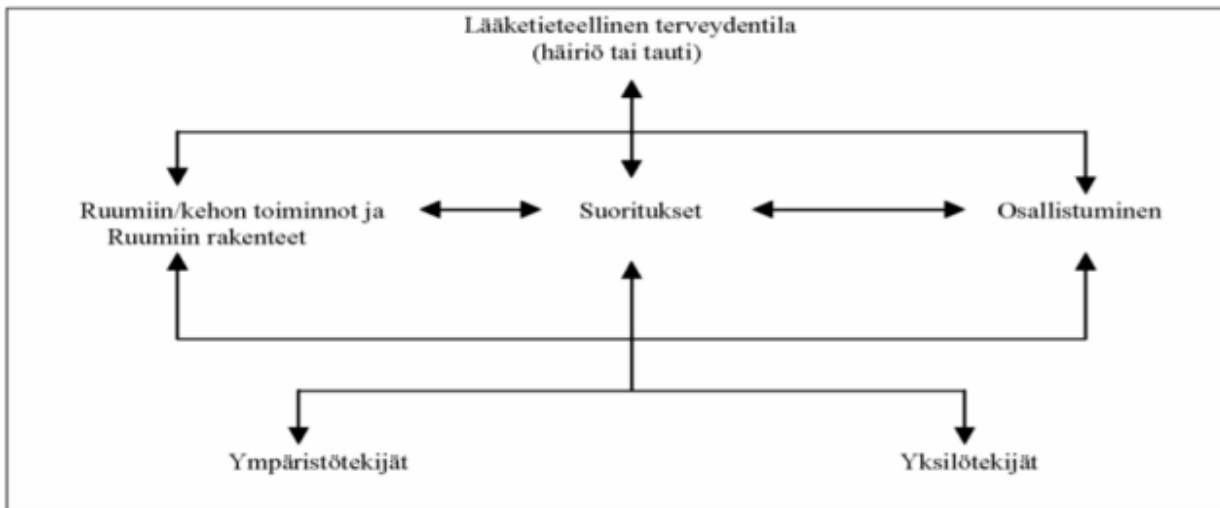 Lääketieteellinen terveydentila
(häiriö tai tauti)
Ruumiin/kehon toiminnot ja
Ruumiin rakenteet
Suoritukset
Osallistuminen
Ympäristötekijät
Yksilötekijät